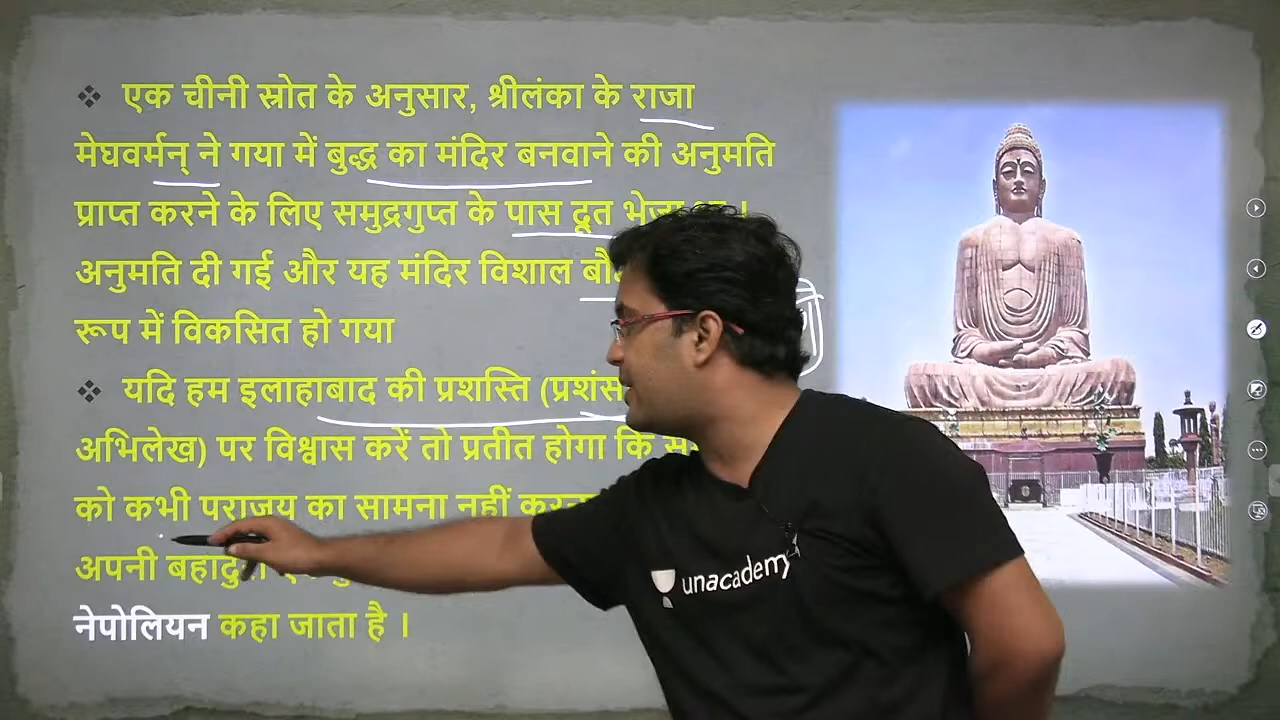 ❖ एक चीनी स्रोत के अनुसार, श्रीलंका के राजा
मेघवर्मन् ने गया में बुद्ध का मंदिर बनवाने की अनुमति
प्राप्त करने के लिए समुद्रगुप्त के पास दूत
अनुमति दी गई और यह मंदिर विशाल
रूप में विकसित हो गया
❖ यदि हम इलाहाबाद की प्रशस्ति
अभिलेख) पर विश्वास करें तो प्रतीत होगा कि
को कभी पराजय का सामना नहीं
अपनी
नेपोलियन कहा जाता है ।
unacademy